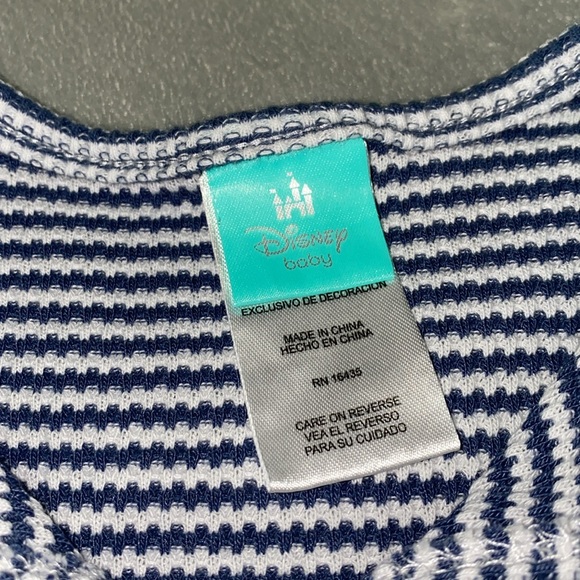 Disney
baby
EXCLUSIVO DE DECORACION
MADE IN CHINA
HECHO EN CHINA
RN 16435
CARE ON REVERSE
VEA EL REVERSO
PARA SU CUIDADO